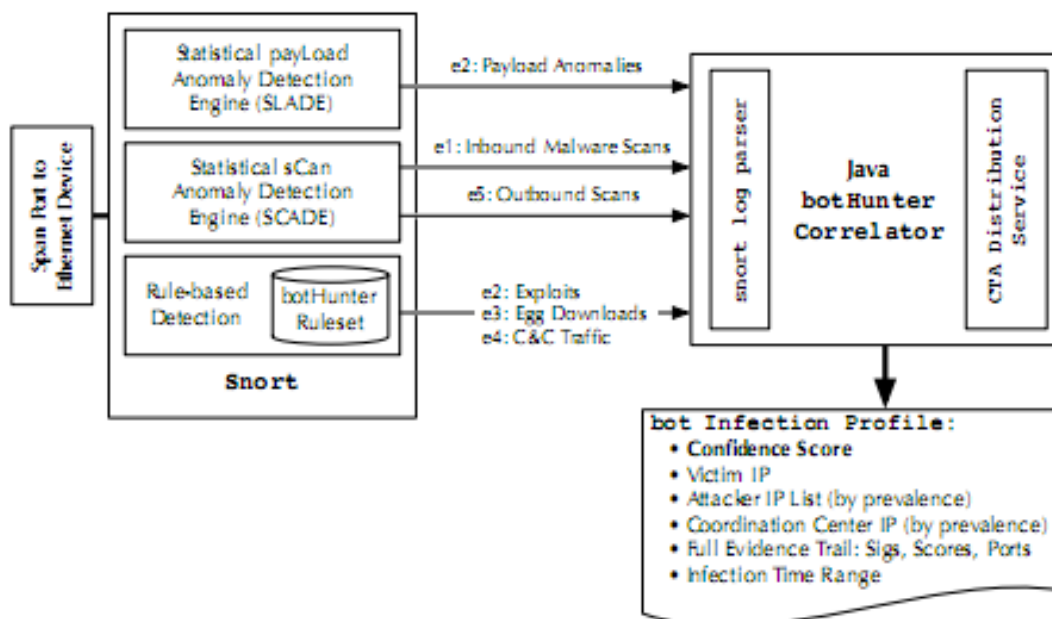 Span Port to
Ethernet Device
Statistical payLoad
Anomaly Detection
Engine (SLADE)
Statistical sCan
Anomaly Detection
Engine (SCADE)
Rule-based
Detection
botHunter
Ruleset
Snort
e2: Payload Anomalies
e1: Inbound Malware Scans
e5: Outbound Scans
e2: Exploits
e3: Egg Downloads
e4: C&C Traffic
snort log parser
Java
botHunter
Correlator
CTA Distribution
Service
bot Infection Profile:
• Confidence Score
• Victim IP
• Attacker IP List (by prevalence)
• Coordination Center IP (by prevalence)
• Full Evidence Trail: Sigs, Scores, Ports
• Infection Time Range